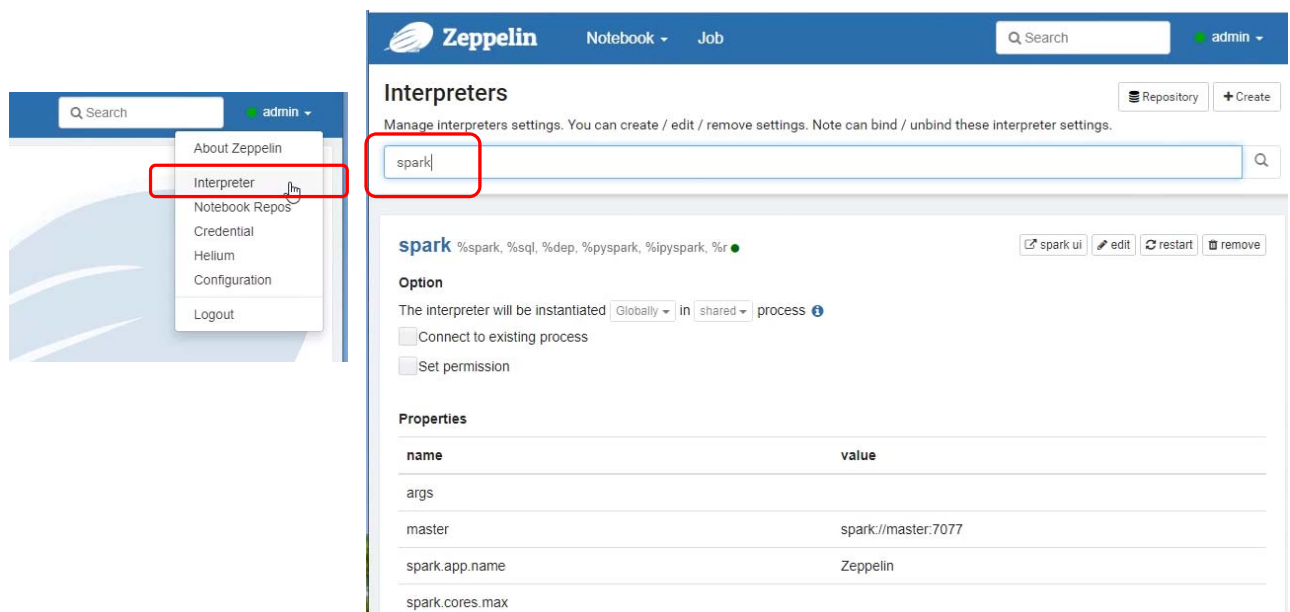 Search
admin
About Zeppelin
Interpreter
Notebook Repos
Credential
Helium
Configuration
Logout
Zeppelin Notebook Job Search admin
Interpreters
Repository + Create
Manage interpreters settings. You can create / edit / remove settings. Note can bind / unbind these interpreter settings.
spark
spark %spark, %sql, %dep, %pyspark, %ipyspark, %r
spark ui edit restart remove
Option
The interpreter will be instantiated Globally in shared process
Connect to existing process
Set permission
Properties
name value
args
master spark://master:7077
spark.app.name Zeppelin
spark.cores.max